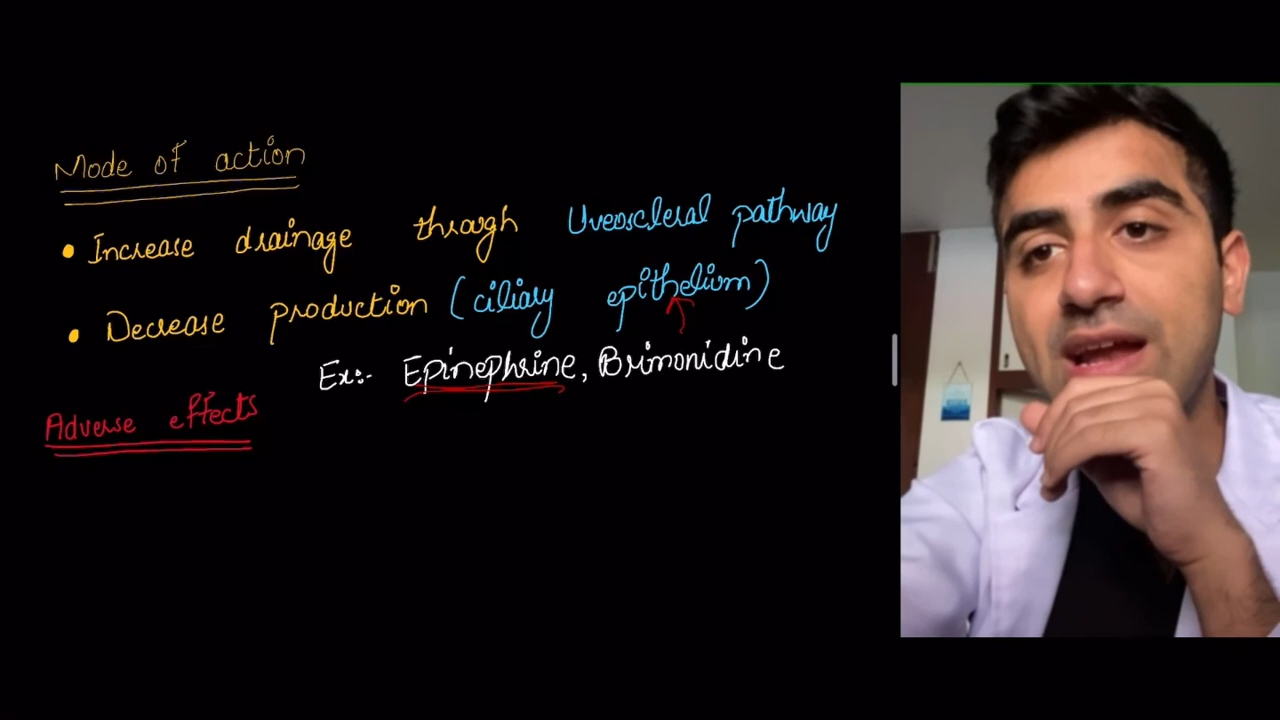 Mode of action
• Increase drainage through Uveoscleral pathway
• Decrease production (ciliary epithelium)
Ex:- Epinephrine, Brimonidine
Adverse effects